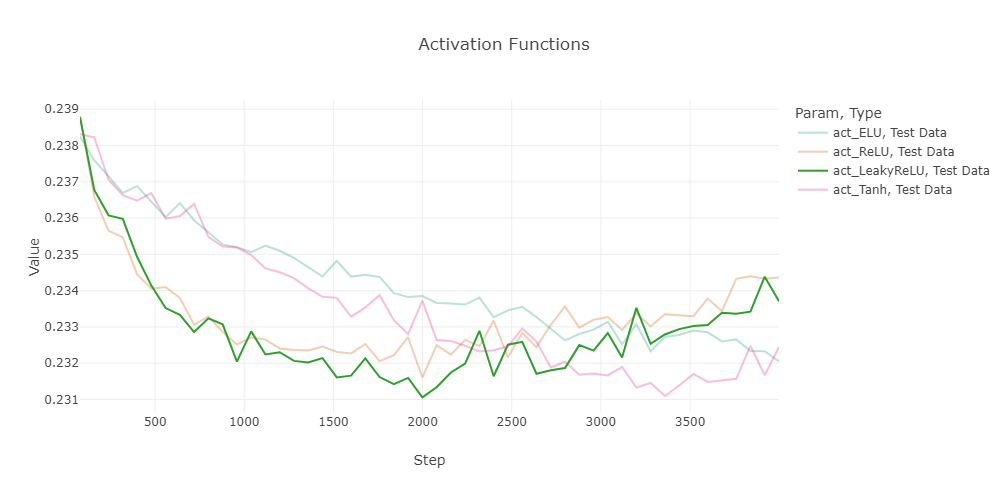 Activation Functions
Param, Type
act_ELU, Test Data
act_ReLU, Test Data
act_LeakyReLU, Test Data
act_Tanh, Test Data
Value
0.239
0.238
0.237
0.236
0.235
0.234
0.233
0.232
0.231
500
1000
1500
2000
2500
3000
3500
Step